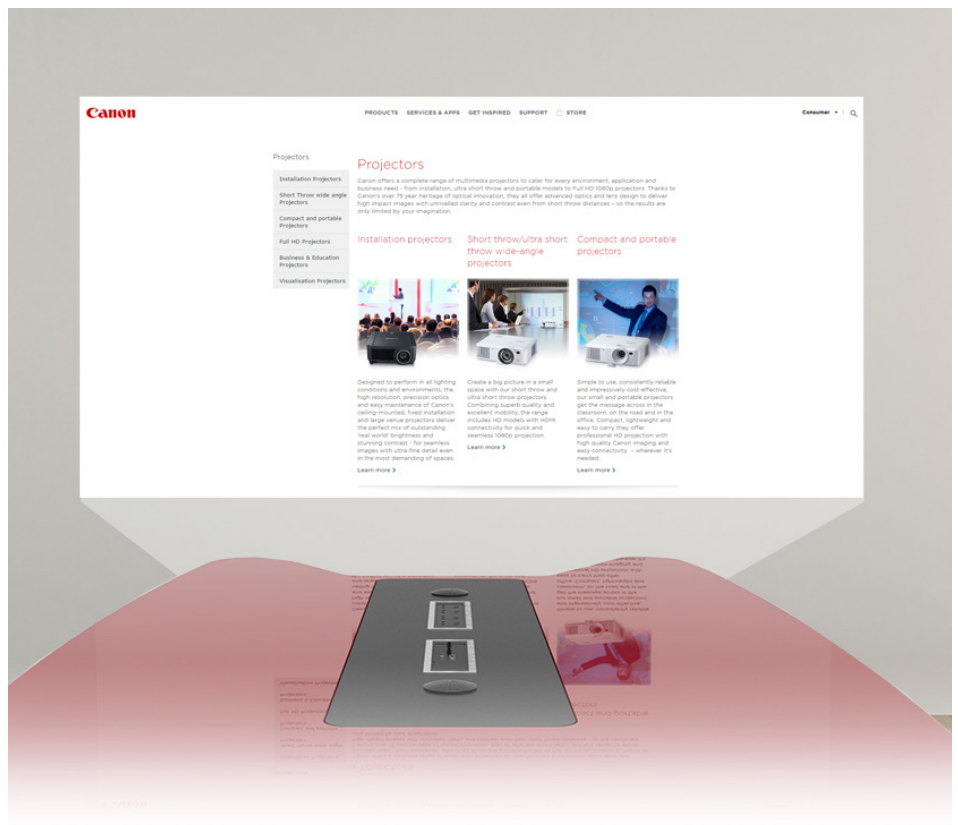 Canon
PRODUCTS SERVICES & APPS GET INSPIRED SUPPORT STORE
Consumer
Projectors
Installation Projectors
Short Throw wide angle
Projectors
Compact and portable
Projectors
Full HD Projectors
Business & Education
Projectors
Visualisation Projectors
Projectors
Canon offers a complete range of multimedia projectors to cater for every environment, application and
business need - from installation, ultra short throw and portable models to Full HD 1080p projectors. Thanks to
Canon's over 75 year heritage of optical innovation, they all offer advanced optics and lens design to deliver
high impact images with unrivalled clarity and contrast even from short throw distances – so the results are
only limited by your imagination.
Installation projectors
Designed to perform in all lighting
conditions and environments, the
high resolution, precision optics
and easy maintenance of Canon's
ceiling-mounted, fixed installation
and large venue projectors deliver
the perfect mix of outstanding
'real world' brightness and
stunning contrast - for seamless
images with ultra-fine detail even
in the most demanding of spaces.
Learn more
Short throw/ultra short
throw wide-angle
projectors
Create a big picture in a small
space with our short throw and
ultra short throw projectors.
Combining superb quality and
excellent mobility, the range
includes HD models with HDMI
connectivity for quick and
seamless 1080p projection.
Learn more
Compact and portable
projectors
Simple to use, consistently reliable
and impressively cost-effective,
our small and portable projectors
get the message across in the
classroom, on the road and in the
office. Compact, lightweight and
easy to carry they offer
professional HD projection with
high quality Canon imaging and
easy connectivity – wherever it's
needed.
Learn more